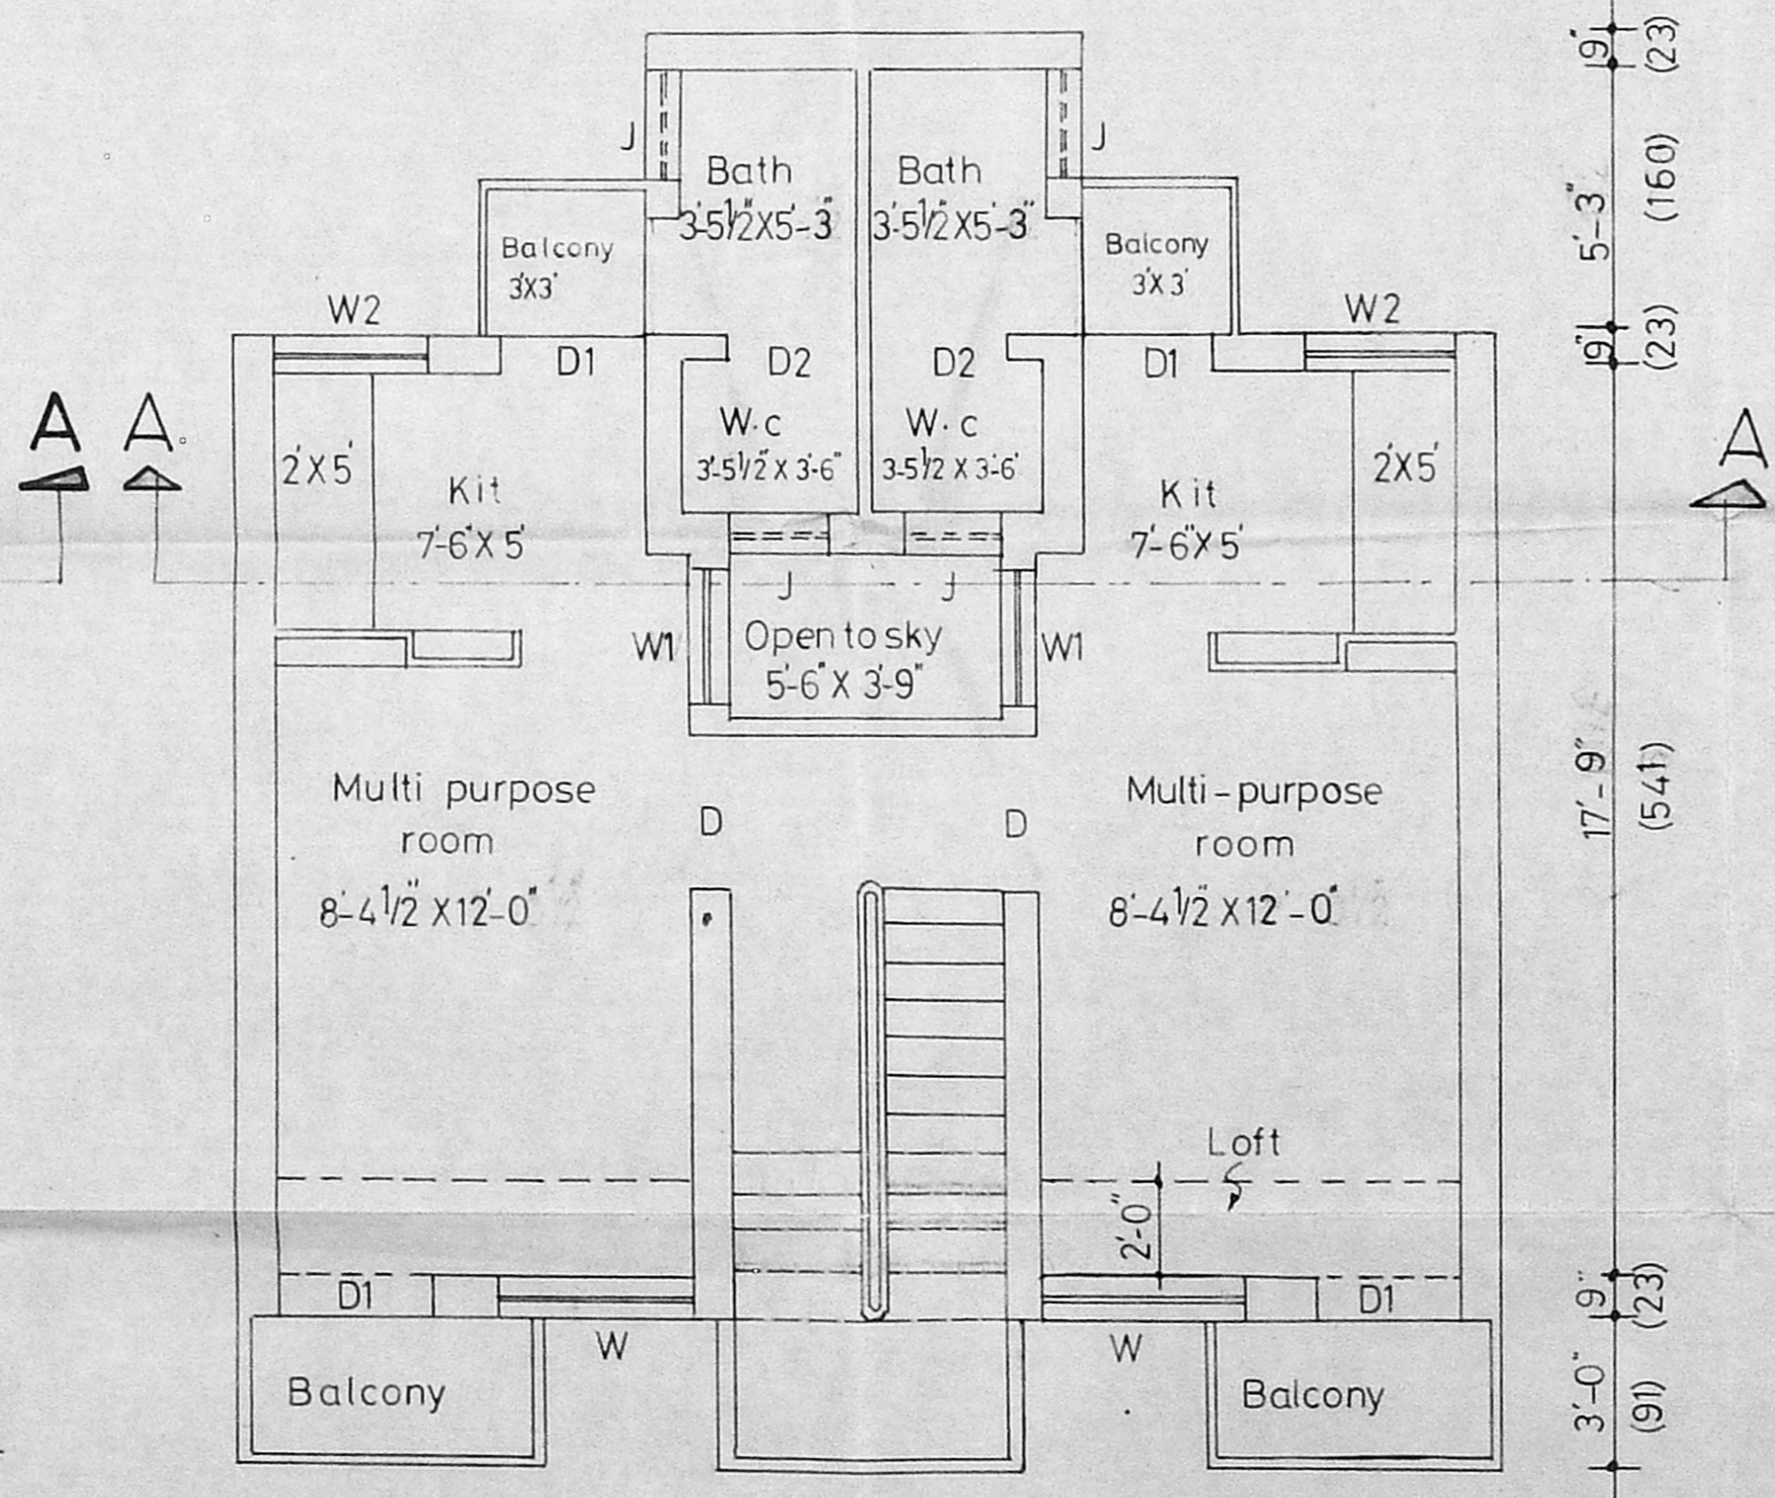 9"
(23)
J
J
Bath
3'-5½"X5'-3"
Bath
3'-5½"X5'-3"
5'-3"
(160)
Balcony
3'X3'
Balcony
3'X3'
W2
W2
D1
D2
D2
D1
9"
(23)
A
A
A
W.c
3'-5½" X 3'-6"
W.c
3-5½ X 3'-6'
2'X5'
Kit
7'-6"X5'
Kit
7'-6"X5'
2'X5'
J
J
W1
Open to sky
5'-6" X 3'-9"
W1
Multi purpose
room
8'-4½" X12'-0"
D
D
Multi-purpose
room
8'-4½" X12'-0"
17'-9"
(541)
Loft
2'-0"
D1
D1
9"
(23)
W
W
Balcony
Balcony
3'-0"
(91)